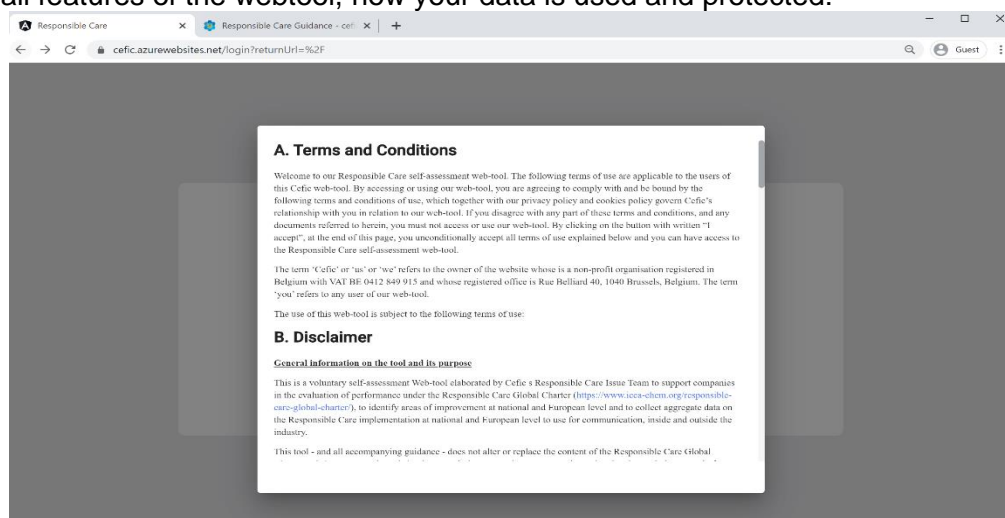 all features of the webtool, how your data is used and protected.
Responsible Care
Responsible Care Guidance - cef
cefic.azurewebsites.net/login?returnUrl=%2F
Guest
A. Terms and Conditions
Welcome to our Responsible Care self-assessment web-tool. The following terms of use are applicable to the users of
this Cefic web-tool. By accessing or using our web-tool, you are agreeing to comply with and be bound by the
following terms and conditions of use, which together with our privacy policy and cookies policy govern Cefic's
relationship with you in relation to our web-tool. If you disagree with any part of these terms and conditions, and any
documents referred to herein, you must not access or use our web-tool. By clicking on the button with written "I
accept", at the end of this page, you unconditionally accept all terms of use explained below and you can have access to
the Responsible Care self-assessment web-tool.
The term 'Cefic' or 'us' or 'we' refers to the owner of the website whose is a non-profit organisation registered in
Belgium with VAT BE 0412 849 915 and whose registered office is Rue Belliard 40, 1040 Brussels, Belgium. The term
'you' refers to any user of our web-tool.
The use of this web-tool is subject to the following terms of use:
B. Disclaimer
General information on the tool and its purpose
This is a voluntary self-assessment Web-tool elaborated by Cefic s Responsible Care Issue Team to support companies
in the evaluation of performance under the Responsible Care Global Charter (https://www.icca-chem.org/responsible-
care-global-charter/), to identify areas of improvement at national and European level and to collect aggregate data on
the Responsible Care implementation at national and European level to use for communication, inside and outside the
industry.
This tool - and all accompanying guidance - does not alter or replace the content of the Responsible Care Global